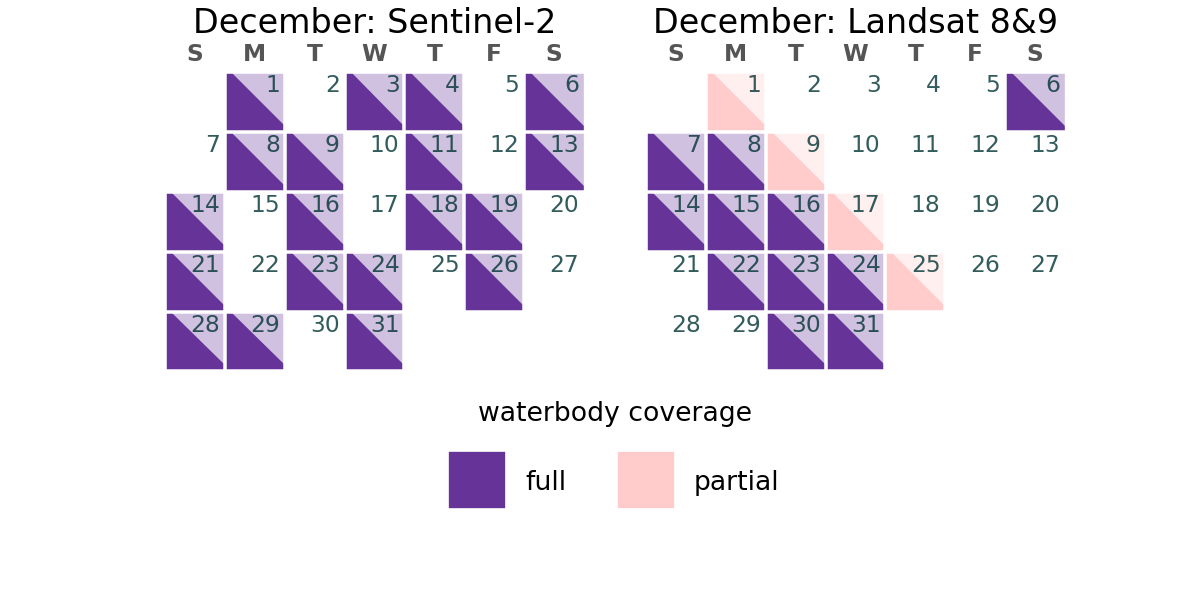 December: Sentinel-2
S M T W T F S
1 2 3 4 5 6
7 8 9 10 11 12 13
14 15 16 17 18 19 20
21 22 23 24 25 26 27
28 29 30 31
December: Landsat 8&9
S M T W T F S
1 2 3 4 5 6
7 8 9 10 11 12 13
14 15 16 17 18 19 20
21 22 23 24 25 26 27
28 29 30 31
waterbody coverage
full partial